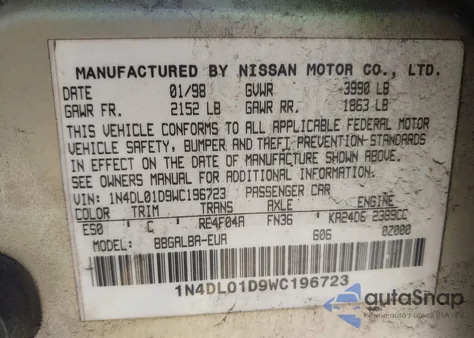 MANUFACTURED BY NISSAN MOTOR CO., LTD.
DATE 01/98 GVWR 3990 LB
GAWR FR. 2152 LB GAWR RR. 1863 LB
THIS VEHICLE CONFORMS TO ALL APPLICABLE FEDERAL MOTOR
VEHICLE SAFETY, BUMPER AND THEFT PREVENTION STANDARDS
IN EFFECT ON THE DATE OF MANUFACTURE SHOWN ABOVE.
SEE OWNERS MANUAL FOR ADDITIONAL INFORMATION.
VIN: 1N4DL01D9WC196723 PASSENGER CAR
COLOR TRIM TRANS AXLE ENGINE
ES0 C RE4F04A FN36 KA24DE 2389CC
MODEL: BBGALBA-EUA 606 0Z000
1N4DL01D9WC196723
autoSnap